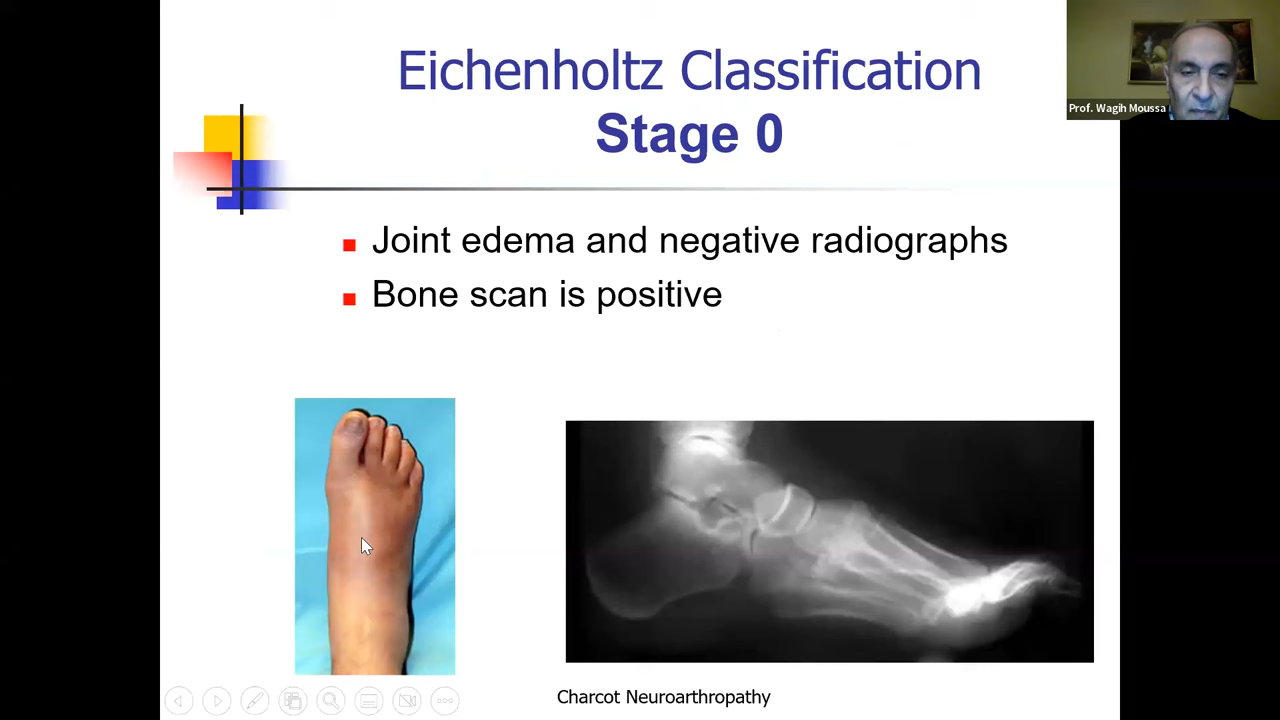 Eichenholtz Classification
Stage 0
Prof. Wagih Moussa
Joint edema and negative radiographs
Bone scan is positive
Charcot Neuroarthropathy